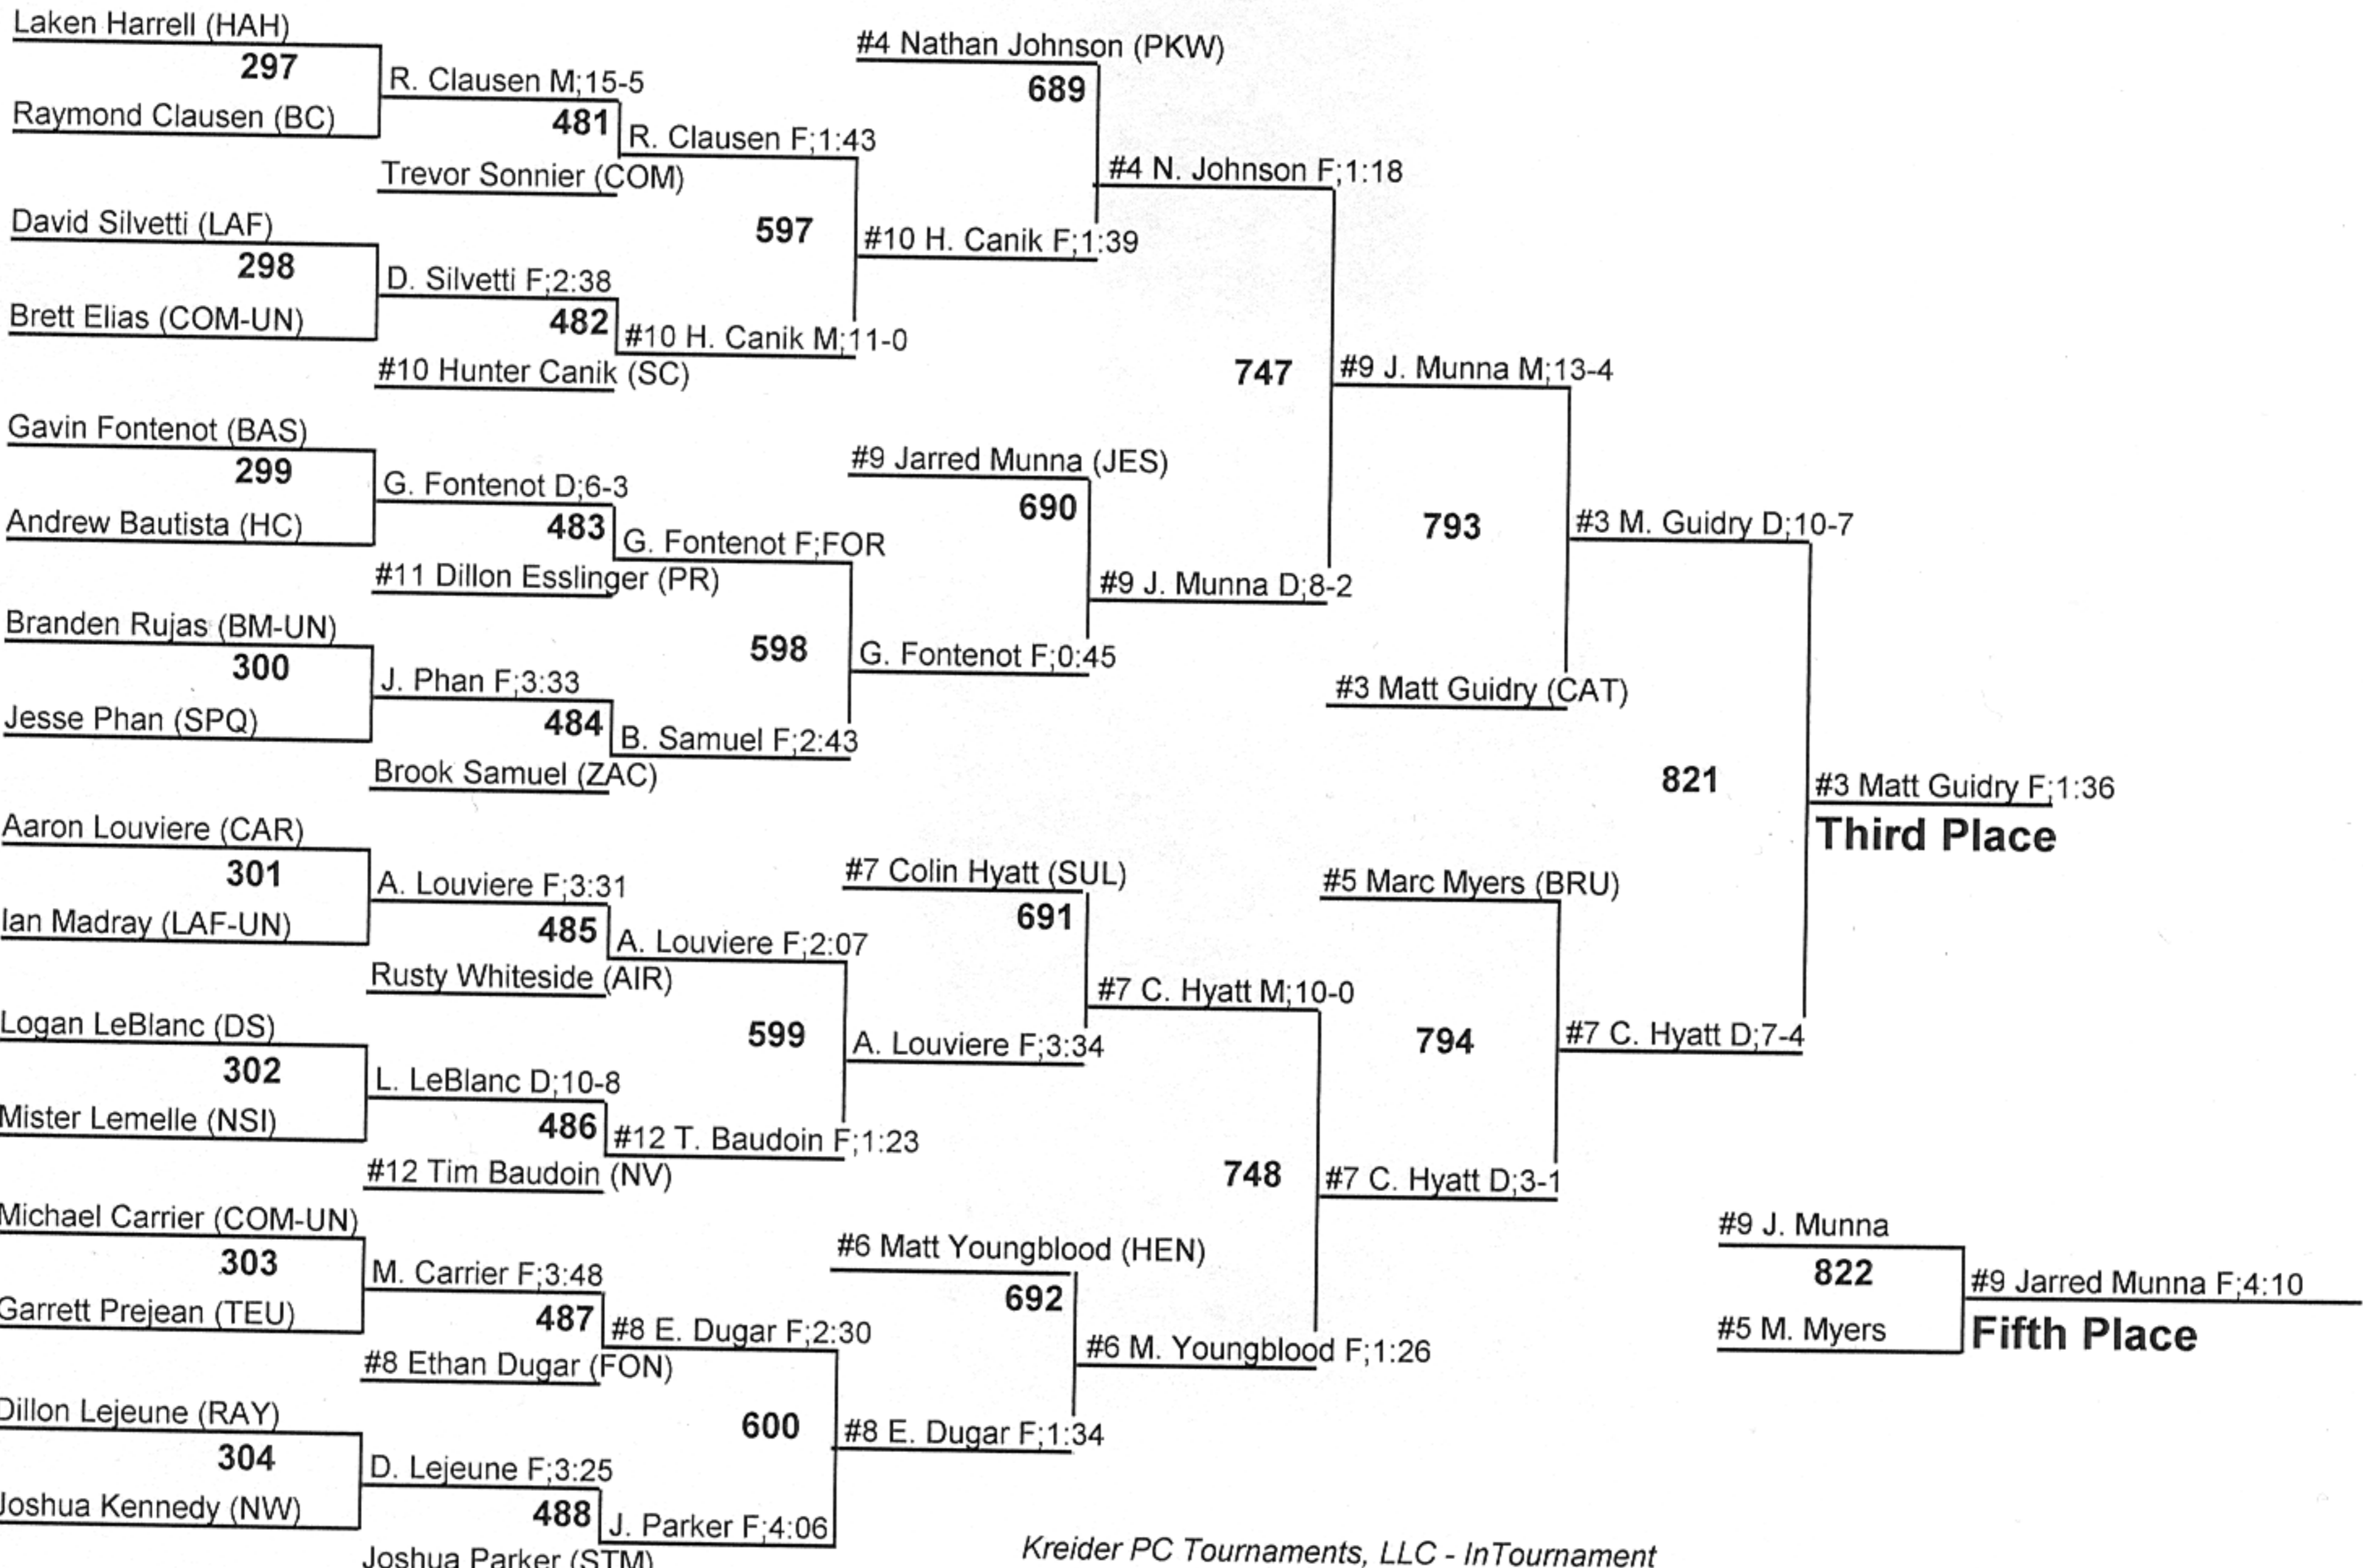 Laken Harrell (HAH)
297
Raymond Clausen (BC)
R. Clausen M;15-5
481
Trevor Sonnier (COM)
R. Clausen F;1:43
David Silvetti (LAF)
298
Brett Elias (COM-UN)
D. Silvetti F;2:38
482
#10 Hunter Canik (SC)
#10 H. Canik M;11-0
597
#10 H. Canik F;1:39
#4 Nathan Johnson (PKW)
689
#4 N. Johnson F;1:18
Gavin Fontenot (BAS)
299
Andrew Bautista (HC)
G. Fontenot D;6-3
483
#11 Dillon Esslinger (PR)
G. Fontenot F;FOR
Branden Rujas (BM-UN)
300
Jesse Phan (SPQ)
J. Phan F;3:33
484
Brook Samuel (ZAC)
B. Samuel F;2:43
598
G. Fontenot F;0:45
#9 Jarred Munna (JES)
690
#9 J. Munna D;8-2
747
#9 J. Munna M;13-4
793
#3 Matt Guidry (CAT)
#3 M. Guidry D;10-7
Aaron Louviere (CAR)
301
Ian Madray (LAF-UN)
A. Louviere F;3:31
485
Rusty Whiteside (AIR)
A. Louviere F;2:07
Logan LeBlanc (DS)
302
Mister Lemelle (NSI)
L. LeBlanc D;10-8
486
#12 Tim Baudoin (NV)
#12 T. Baudoin F;1:23
599
A. Louviere F;3:34
#7 Colin Hyatt (SUL)
691
#7 C. Hyatt M;10-0
Michael Carrier (COM-UN)
303
Garrett Prejean (TEU)
M. Carrier F;3:48
487
#8 Ethan Dugar (FON)
#8 E. Dugar F;2:30
Dillon Lejeune (RAY)
304
Joshua Kennedy (NW)
D. Lejeune F;3:25
488
Joshua Parker (STM)
J. Parker F;4:06
600
#8 E. Dugar F;1:34
#6 Matt Youngblood (HEN)
692
#6 M. Youngblood F;1:26
748
#7 C. Hyatt D;3-1
#5 Marc Myers (BRU)
794
#7 C. Hyatt D;7-4
821
#3 Matt Guidry F;1:36
Third Place
#9 J. Munna
822
#5 M. Myers
#9 Jarred Munna F;4:10
Fifth Place
Kreider PC Tournaments, LLC - InTournament